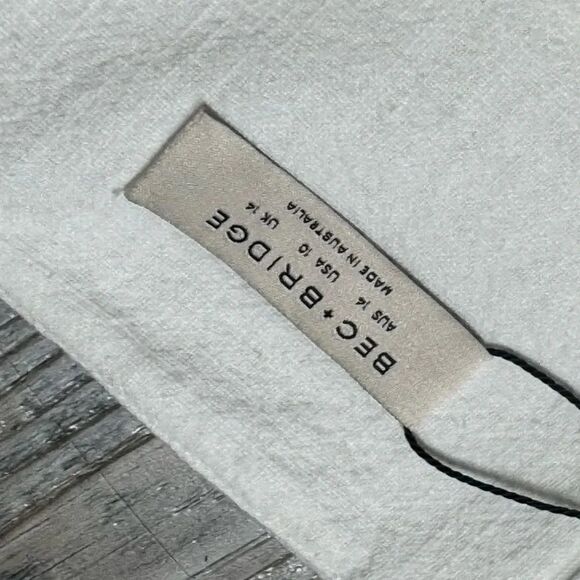 BEC + BRIDGE
AUS 14 USA 10 UK 14
MADE IN AUSTRALIA